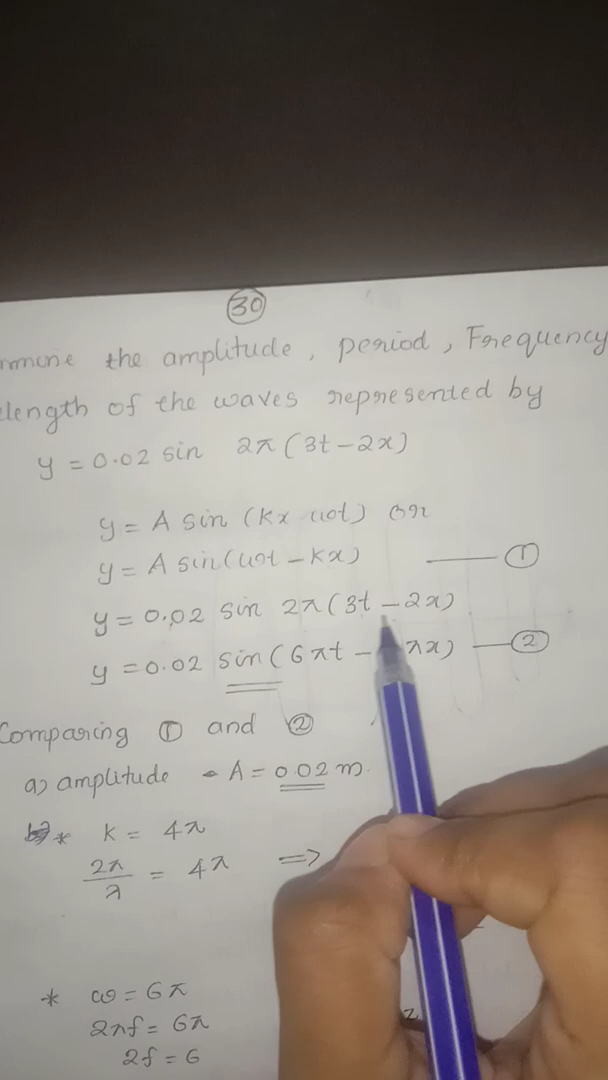 30
the amplitude, period, Frequency
length of the waves represented by
y = 0.02 sin 2π(3t-2x)
y = A sin (Kx ωt) or
y = A sin(ωt - Kx) —— ①
y = 0.02 sin 2π(3t-2x)
y = 0.02 sin(6πt - πx) — ②
Comparing ① and ②
a) amplitude - A = 0.02 m.
* K = 4π
2π/λ = 4π ⇒
* ω = 6π
2πf = 6π
2f = 6